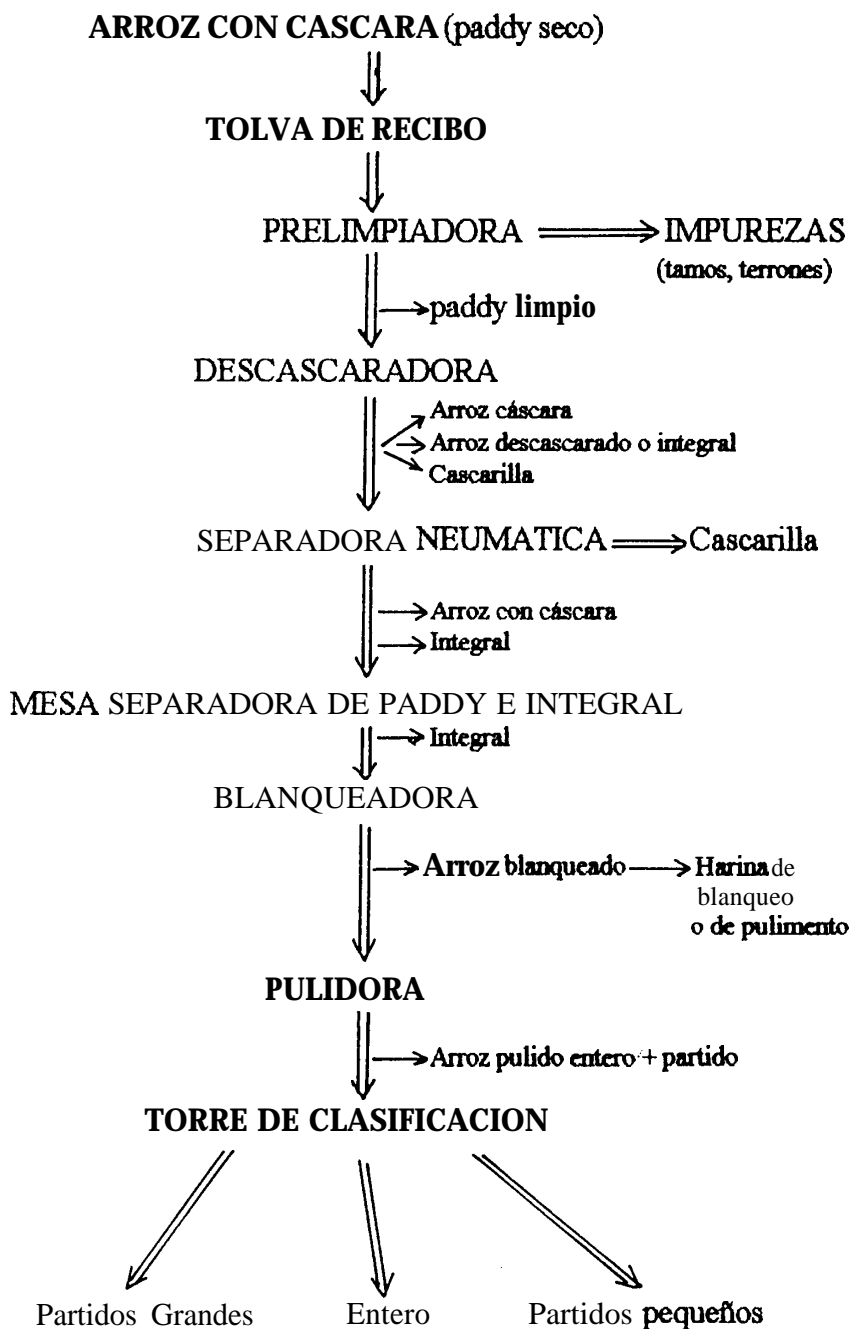 ARROZ CON CASCARA (paddy seco)
TOLVA DE RECIBO
PRELIMPIADORA IMPUREZAS
(tamos, terrones)
paddy limpio
DESCASCARADORA
Arroz cáscara
Arroz descascarado o integral
Cascarilla
SEPARADORA NEUMATICA Cascarilla
Arroz con cáscara
Integral
MESA SEPARADORA DE PADDY E INTEGRAL
Integral
BLANQUEADORA
Arroz blanqueado Harina de
blanqueo
o de pulimento
PULIDORA
Arroz pulido entero + partido
TORRE DE CLASIFICACION
Partidos Grandes Entero Partidos pequeños